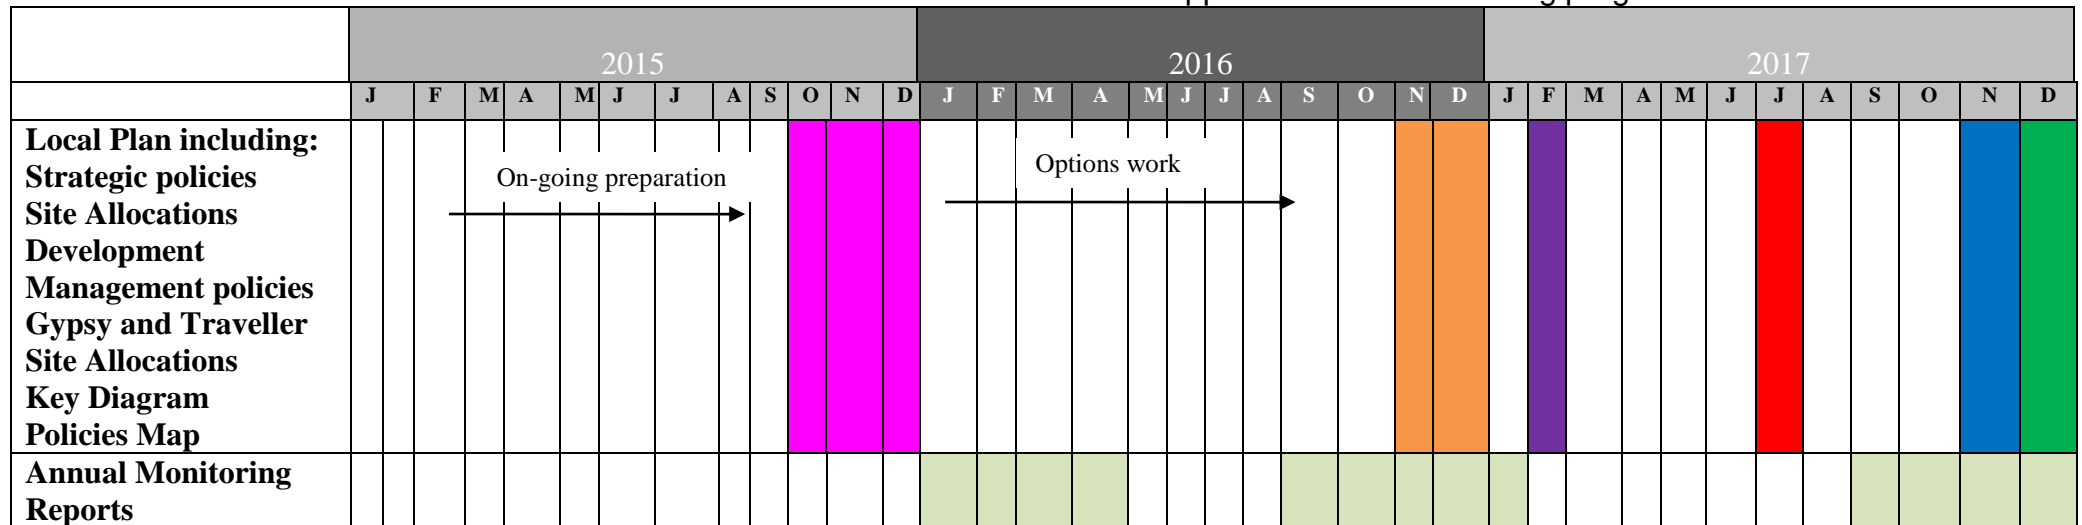 2015 2016 2017
J F M A M J J A S O N D J F M A M J J A S O N D J F M A M J J A S O N D
Local Plan including:
Strategic policies
Site Allocations
Development
Management policies
Gypsy and Traveller
Site Allocations
Key Diagram
Policies Map
On-going preparation
Options work
Annual Monitoring
Reports